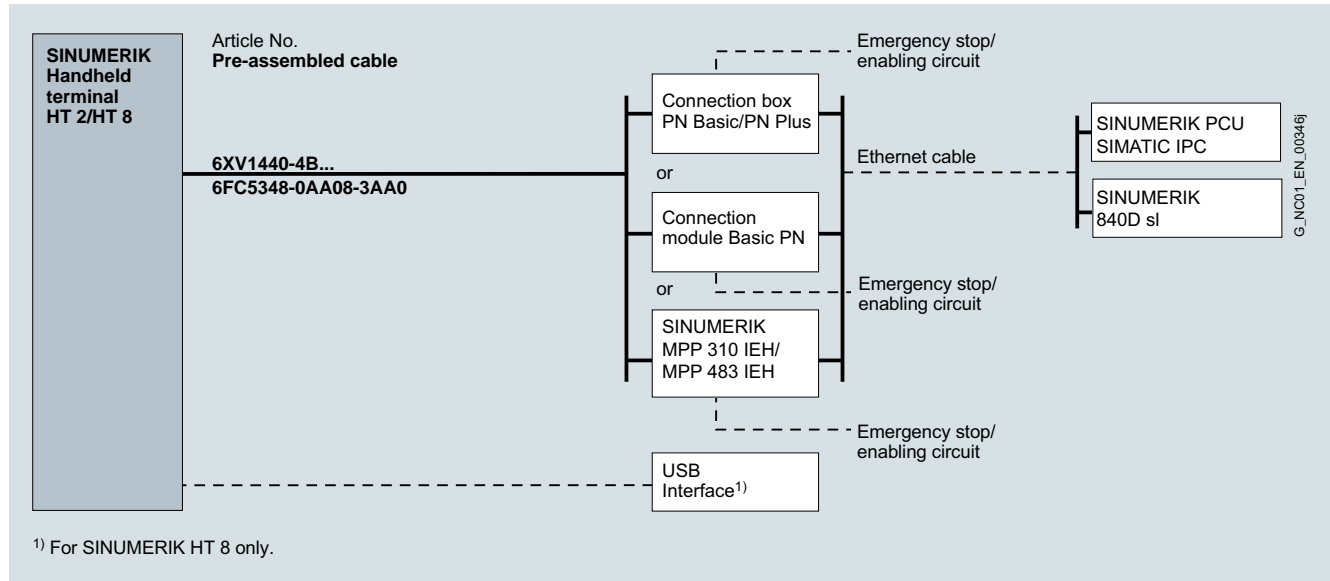 SINUMERIK
Handheld
terminal
HT 2/HT 8
Article No.
Pre-assembled cable
6XV1440-4B...
6FC5348-0AA08-3AA0
Emergency stop/
enabling circuit
Connection box
PN Basic/PN Plus
or
Connection
module Basic PN
or
Emergency stop/
enabling circuit
SINUMERIK
MPP 310 IEH/
MPP 483 IEH
Emergency stop/
enabling circuit
USB
Interface1)
Ethernet cable
SINUMERIK PCU
SIMATIC IPC
SINUMERIK
840D sl
G_NC01_EN_00346j
1) For SINUMERIK HT 8 only.